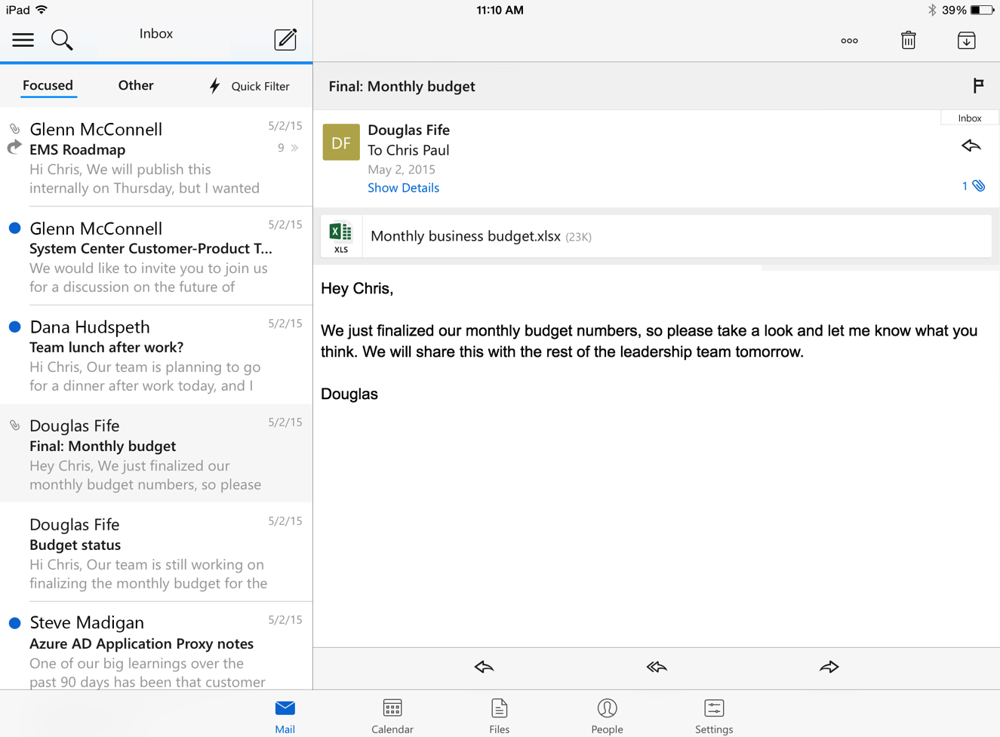 iPad
11:10 AM
39%
Inbox
Focused
Other
Quick Filter
Glenn McConnell
5/2/15
EMS Roadmap
9 »
Hi Chris, We will publish this
internally on Thursday, but I wanted
Glenn McConnell
5/2/15
System Center Customer-Product T...
We would like to invite you to join us
for a discussion on the future of
Dana Hudspeth
5/2/15
Team lunch after work?
Hi Chris, Our team is planning to go
for a dinner after work today, and I
Douglas Fife
5/2/15
Final: Monthly budget
Hey Chris, We just finalized our
monthly budget numbers, so please
Douglas Fife
5/2/15
Budget status
Hi Chris, Our team is still working on
finalizing the monthly budget for the
Steve Madigan
5/2/15
Azure AD Application Proxy notes
One of our big learnings over the
past 90 days has been that customer
Final: Monthly budget
Inbox
DF
Douglas Fife
To Chris Paul
May 2, 2015
Show Details
1
XLS
Monthly business budget.xlsx (23K)
Hey Chris,
We just finalized our monthly budget numbers, so please take a look and let me know what you
think. We will share this with the rest of the leadership team tomorrow.
Douglas
Mail
Calendar
Files
People
Settings